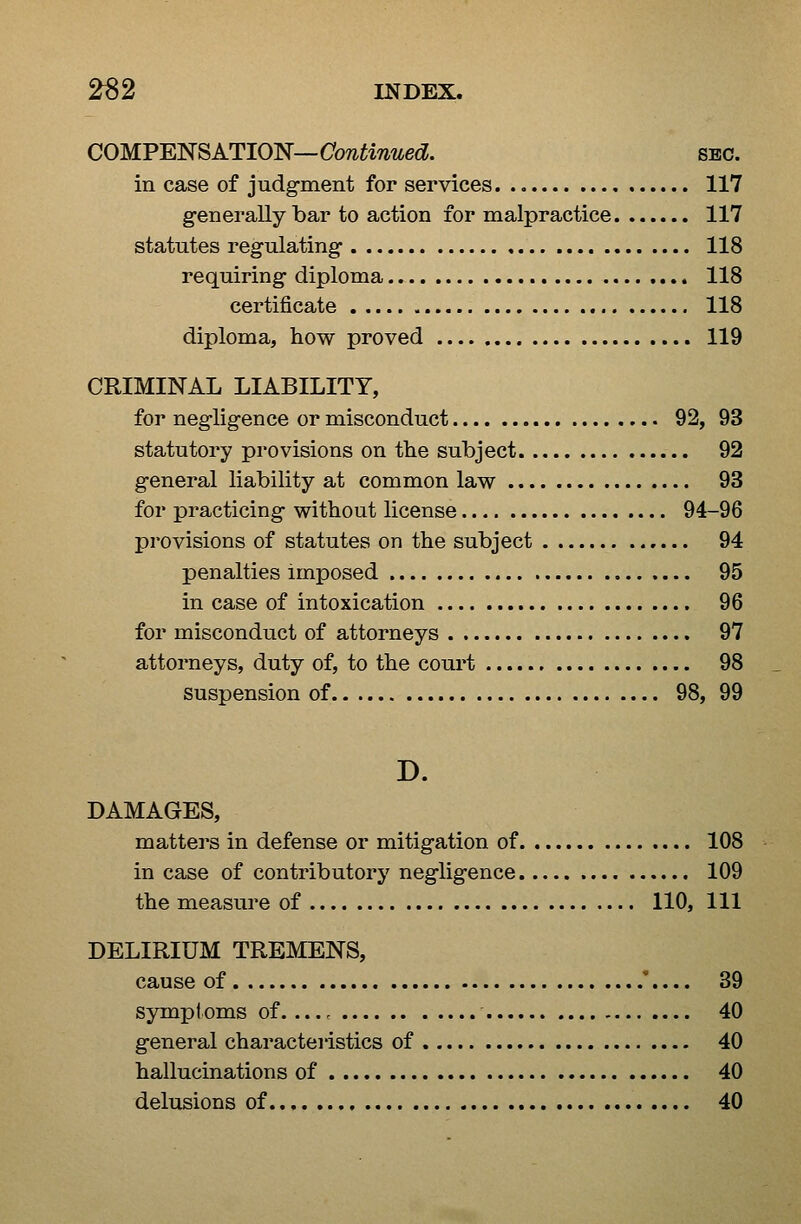 282 INDEX.
COMPENSATION—Continued. SEC.
in case of judgment for services. ..... .... ...... 117
generally bar to action for malpractice. ....... 117
statutes regulating . ...... ...... .... .... .... .... 118
requiring diploma.... ...... .... .... .... 118
certificate . ..... ...... .... .... .... ...... 118
diploma, how proved .... .... .... ...... .... 119
CRIMINAL LIABILITY,
for negligence or misconduct.... ...... .... .... 92, 93
statutory provisions on the subject. ..... .... ...... 92
general liability at common law .... .... .... .... 93
for practicing without license.... ...... .... .... 94-96
provisions of statutes on the subject . ...... ...... 94
penalties imposed .... .... .... ...... .... .... 95
in case of intoxication .... ...... .... .... .... 96
for misconduct of attorneys . ...... ...... .... .... 97
attorneys, duty of, to the court ...... .... .... .... 98
suspension of.. .... ...... .... .... .... 98, 99
D.
DAMAGES,
matters in defense or mitigation of. ...... .... .... 108
in case of contributory negligence. .... .... ...... 109
the measure of .... .... .... .... ...... .... 110, 111
DELIRIUM TREMENS,
cause of . ...... ...... ...... .... ...... .... .... 39
symptoms of. .... .... .. ..... ...... .... .... .... 40
general characteristics of . .... ...... .... .... .... 40
hallucinations of . .... .... .... .... ...... ...... 40
delusions of.... .... .... .... .... .... ...... .... 40